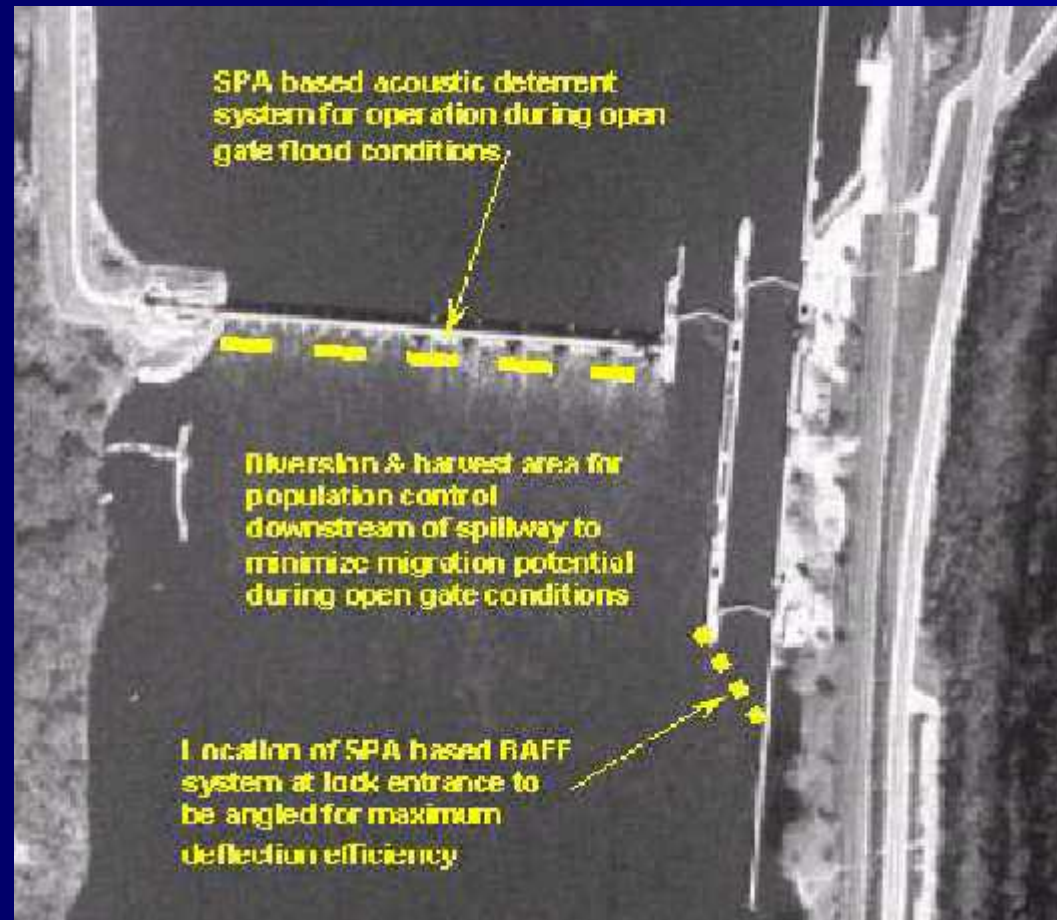 SPA based acoustic deterrent
system for operation during open
gate flood conditions
Diversion & harvest area for
population control
downstream of spillway to
minimize migration potential
during open gate conditions
Location of SPA based BAFF
system at lock entrance to
be angled for maximum
deflection efficiency